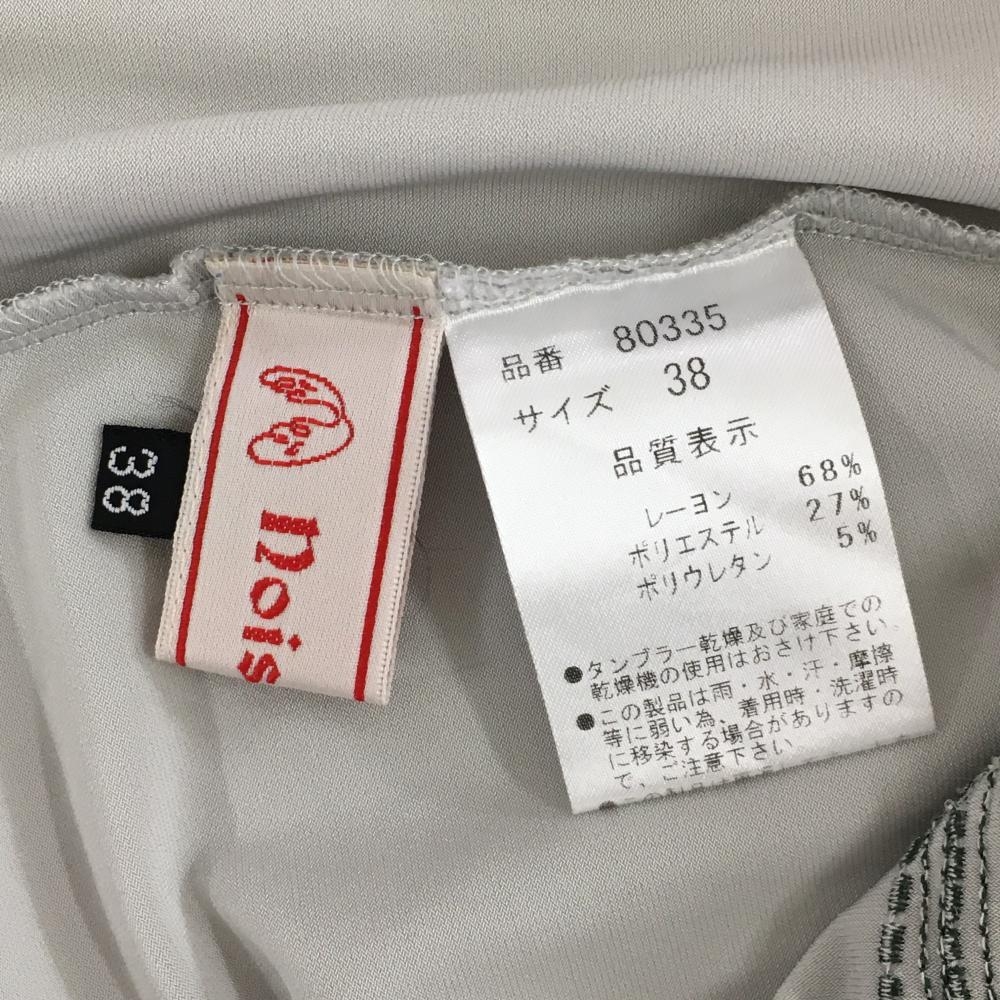 38
nois
品番 80335
サイズ 38
品質表示
レーヨン 68%
ポリエステル 27%
ポリウレタン 5%
●タンブラー乾燥及び家庭での
乾燥機の使用はおさけ下さい。
●この製品は雨・水・汗・摩擦
等に弱い為、着用時・洗濯時
に移染する場合がありますの
で、ご注意下さい。